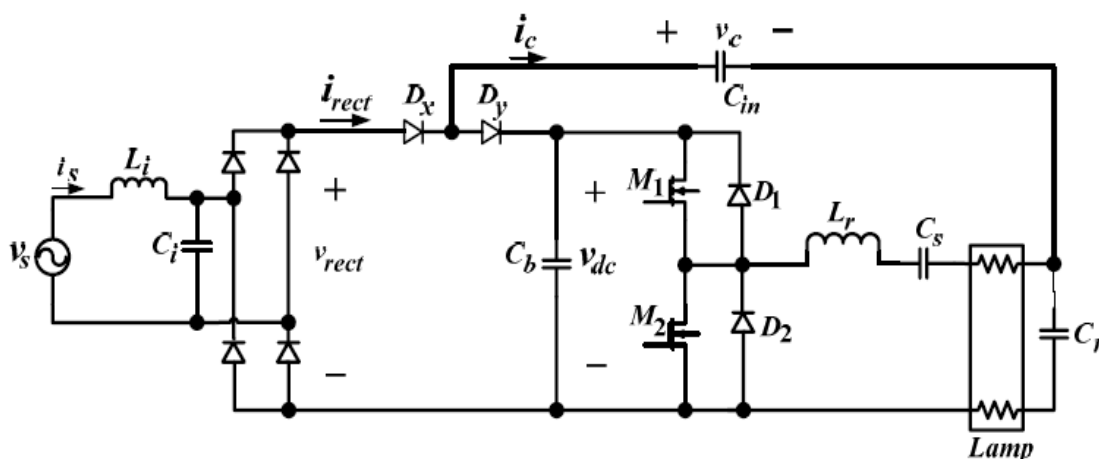 i_c
+ v_c −
C_in
i_rect
D_x D_y
i_s
L_i
+
+
M_1
D_1
L_r
C_s
v_s
C_i
v_rect
C_b
v_dc
M_2
D_2
C_r
−
−
Lamp